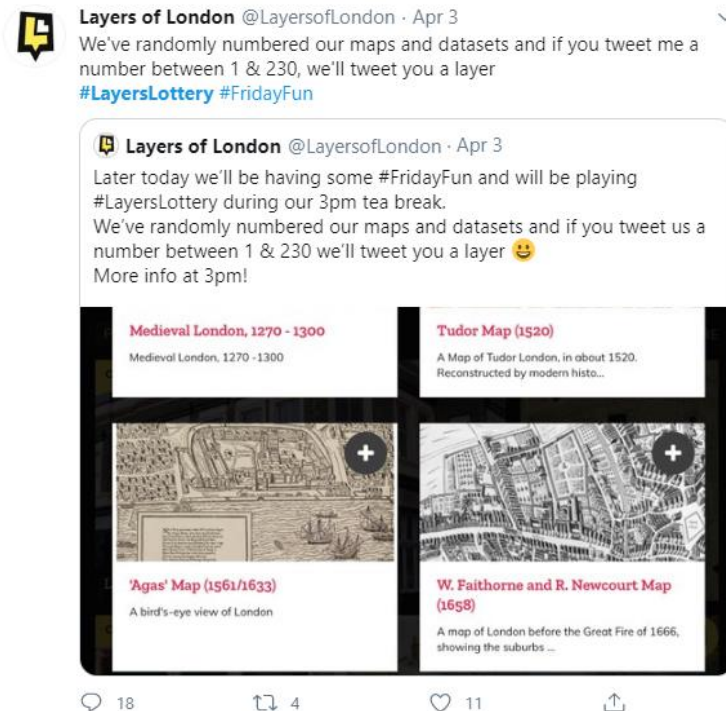 Layers of London @LayersofLondon · Apr 3
We've randomly numbered our maps and datasets and if you tweet me a
number between 1 & 230, we'll tweet you a layer
#LayersLottery #FridayFun
Layers of London @LayersofLondon · Apr 3
Later today we'll be having some #FridayFun and will be playing
#LayersLottery during our 3pm tea break.
We've randomly numbered our maps and datasets and if you tweet us a
number between 1 & 230 we'll tweet you a layer 😃
More info at 3pm!
Medieval London, 1270 - 1300
Medieval London, 1270 -1300
Tudor Map (1520)
A Map of Tudor London, in about 1520.
Reconstructed by modern histo...
'Agas' Map (1561/1633)
A bird's-eye view of London
W. Faithorne and R. Newcourt Map
(1658)
A map of London before the Great Fire of 1666,
showing the suburbs ...
18
4
11